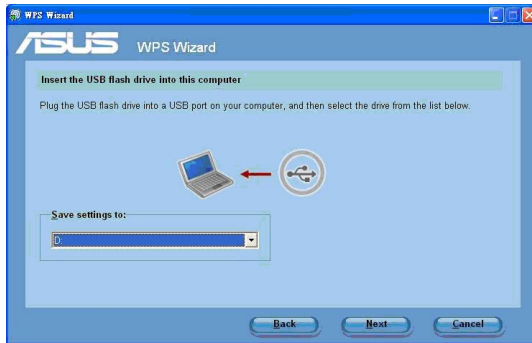 WPS Wizard
ASUS WPS Wizard
Insert the USB flash drive into this computer
Plug the USB flash drive into a USB port on your computer, and then select the drive from the list below.
Save settings to:
D:
Back Next Cancel